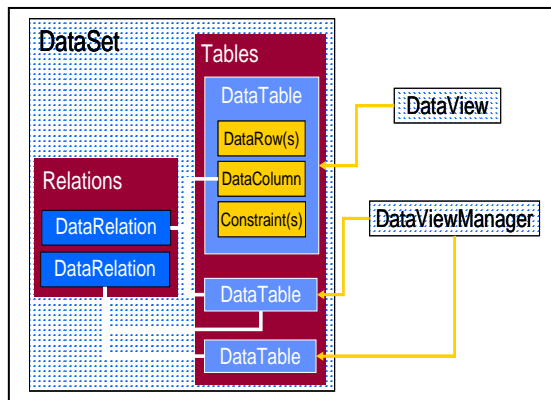 DataSet
Tables
DataTable
DataRow(s)
DataColumn
Constraint(s)
Relations
DataRelation
DataRelation
DataTable
DataTable
DataView
DataViewManager